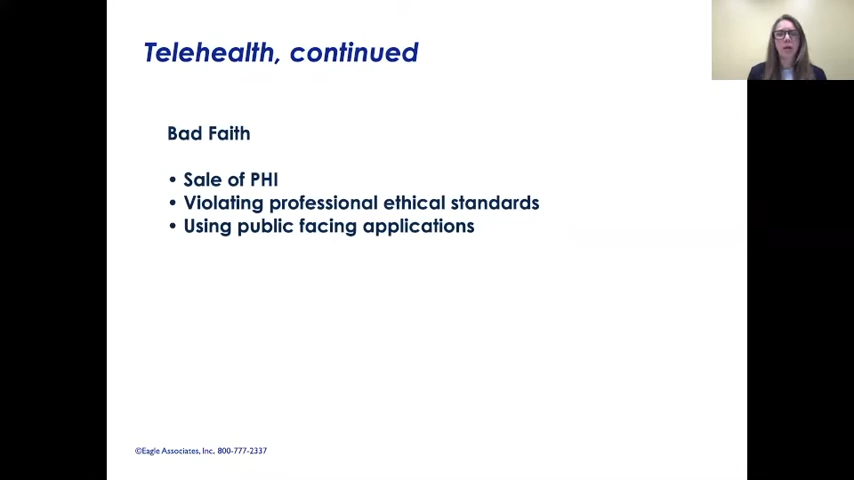 Telehealth, continued
Bad Faith
• Sale of PHI
• Violating professional ethical standards
• Using public facing applications
©Eagle Associates, Inc. 800-777-2337